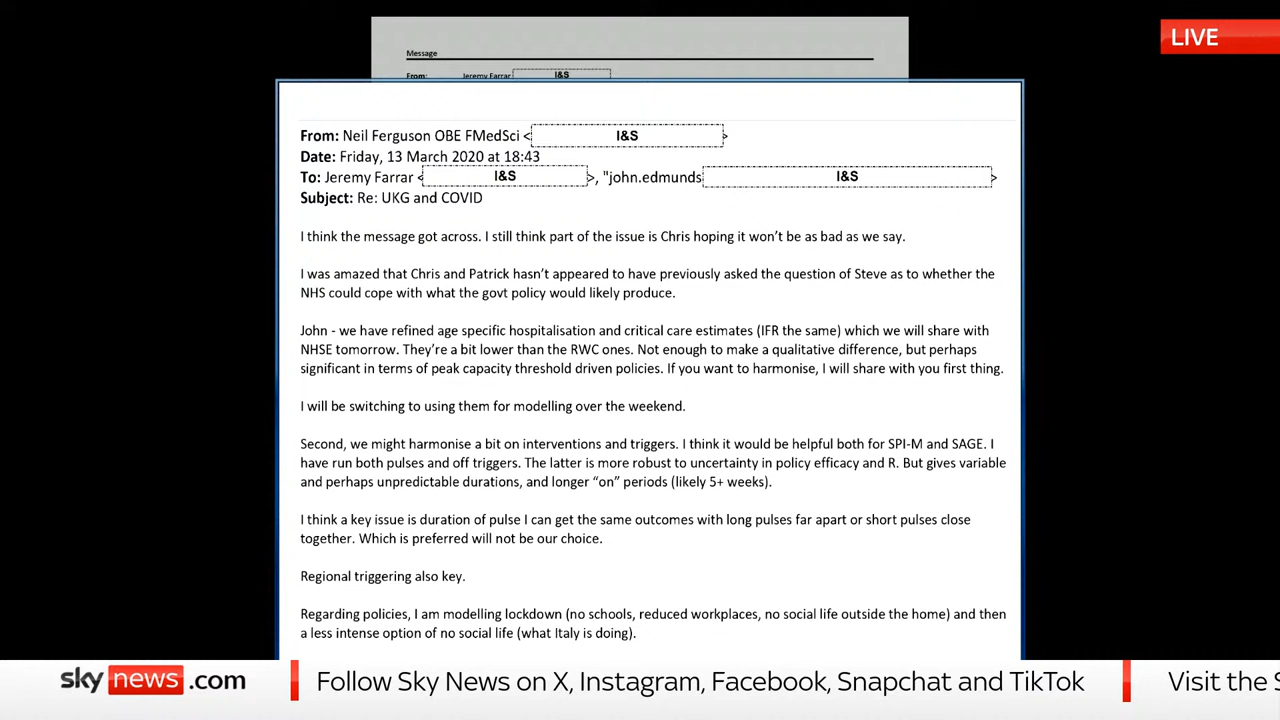 LIVE
Message
From: Jeremy Farrar I&S
From: Neil Ferguson OBE FMedSci < I&S >
Date: Friday, 13 March 2020 at 18:43
To: Jeremy Farrar < I&S >, "john.edmunds I&S >
Subject: Re: UKG and COVID
I think the message got across. I still think part of the issue is Chris hoping it won't be as bad as we say.
I was amazed that Chris and Patrick hasn't appeared to have previously asked the question of Steve as to whether the
NHS could cope with what the govt policy would likely produce.
John - we have refined age specific hospitalisation and critical care estimates (IFR the same) which we will share with
NHSE tomorrow. They're a bit lower than the RWC ones. Not enough to make a qualitative difference, but perhaps
significant in terms of peak capacity threshold driven policies. If you want to harmonise, I will share with you first thing.
I will be switching to using them for modelling over the weekend.
Second, we might harmonise a bit on interventions and triggers. I think it would be helpful both for SPI-M and SAGE. I
have run both pulses and off triggers. The latter is more robust to uncertainty in policy efficacy and R. But gives variable
and perhaps unpredictable durations, and longer "on" periods (likely 5+ weeks).
I think a key issue is duration of pulse I can get the same outcomes with long pulses far apart or short pulses close
together. Which is preferred will not be our choice.
Regional triggering also key.
Regarding policies, I am modelling lockdown (no schools, reduced workplaces, no social life outside the home) and then
a less intense option of no social life (what Italy is doing).
sky news .com Follow Sky News on X, Instagram, Facebook, Snapchat and TikTok Visit the S